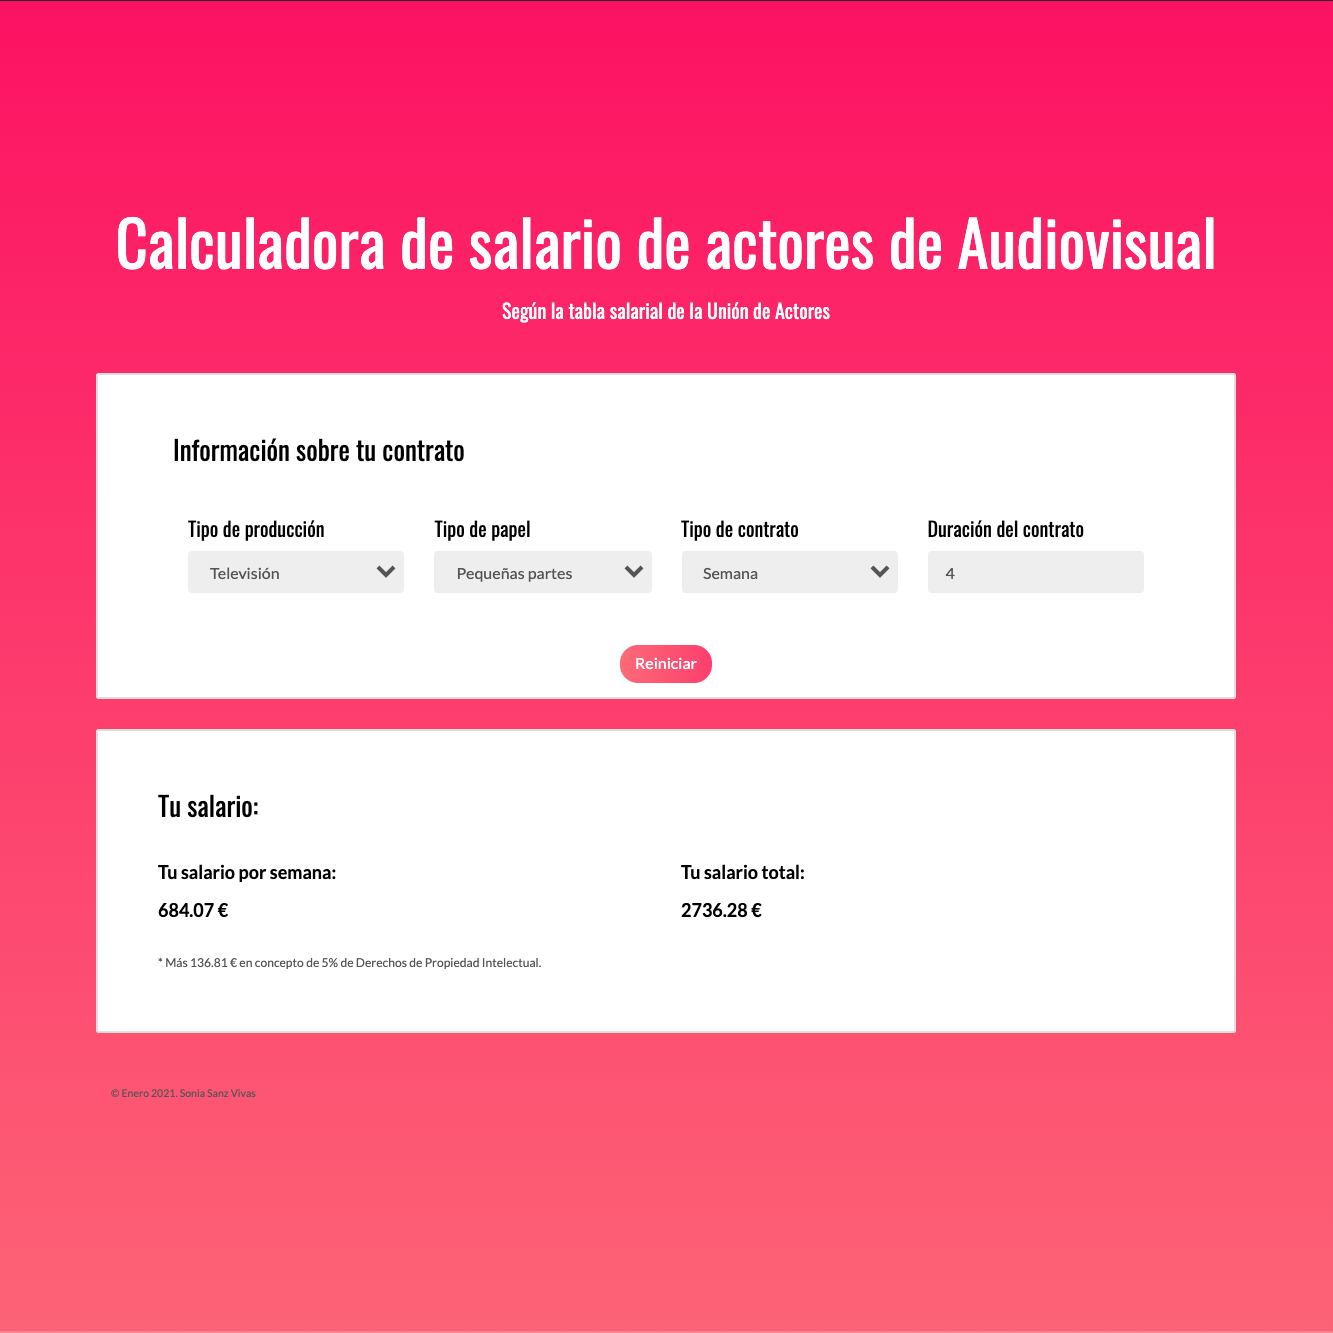 Calculadora de salario de actores de Audiovisual
Según la tabla salarial de la Unión de Actores
Información sobre tu contrato
Tipo de producción
Tipo de papel
Tipo de contrato
Duración del contrato
Televisión
Pequeñas partes
Semana
4
Reiniciar
Tu salario:
Tu salario por semana:
Tu salario total:
684.07 €
2736.28 €
* Más 136.81 € en concepto de 5% de Derechos de Propiedad Intelectual.
© Enero 2021. Sonia Sanz Vivas